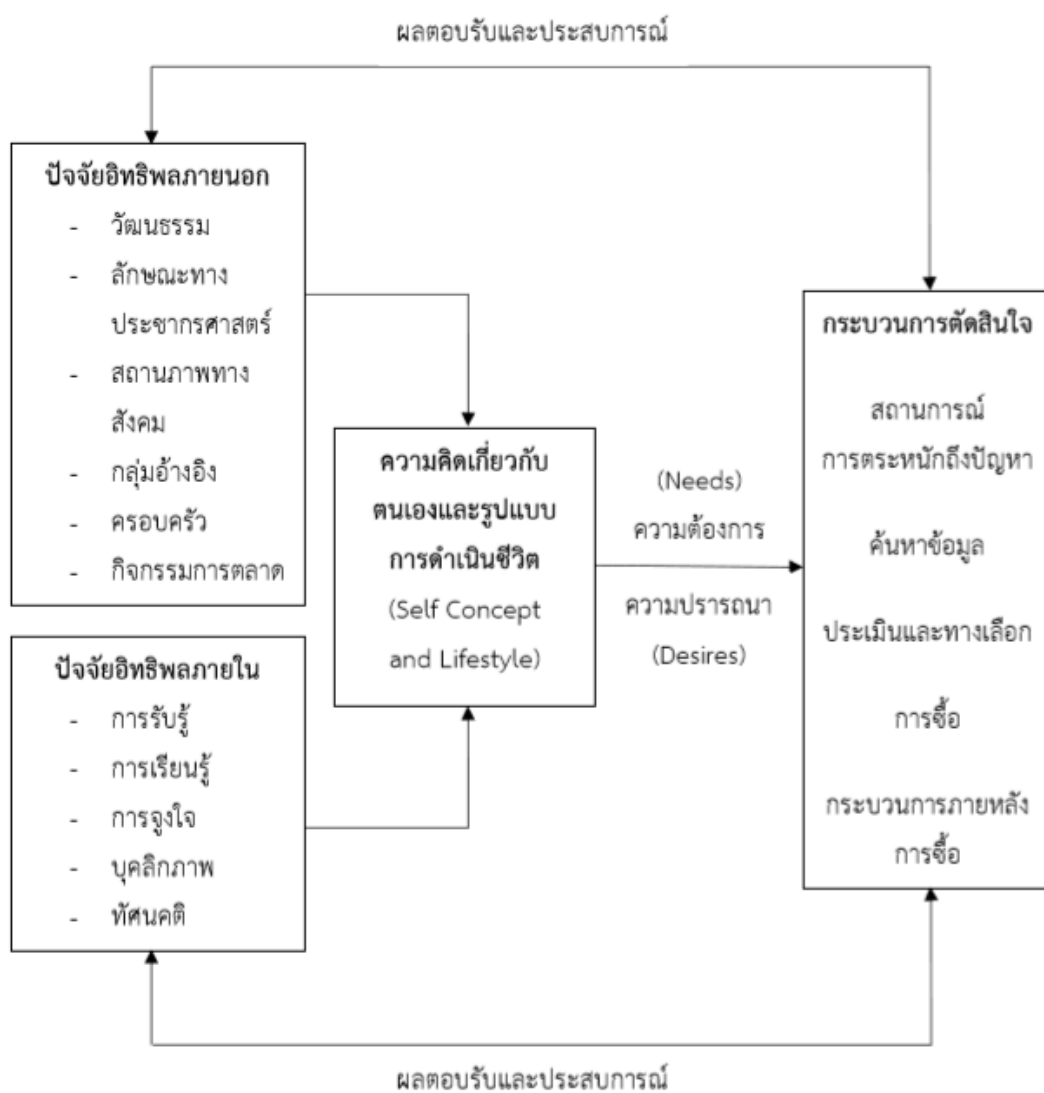 ผลตอบรับและประสบการณ์
ปัจจัยอิทธิพลภายนอก
- วัฒนธรรม
- ลักษณะทาง
ประชากรศาสตร์
- สถานภาพทาง
สังคม
- กลุ่มอ้างอิง
- ครอบครัว
- กิจกรรมการตลาด
ปัจจัยอิทธิพลภายใน
- การรับรู้
- การเรียนรู้
- การจูงใจ
- บุคลิกภาพ
- ทัศนคติ
ความคิดเกี่ยวกับ
ตนเองและรูปแบบ
การดำเนินชีวิต
(Self Concept
and Lifestyle)
(Needs)
ความต้องการ
ความปรารถนา
(Desires)
กระบวนการตัดสินใจ
สถานการณ์
การตระหนักถึงปัญหา
ค้นหาข้อมูล
ประเมินและทางเลือก
การซื้อ
กระบวนการภายหลัง
การซื้อ
ผลตอบรับและประสบการณ์